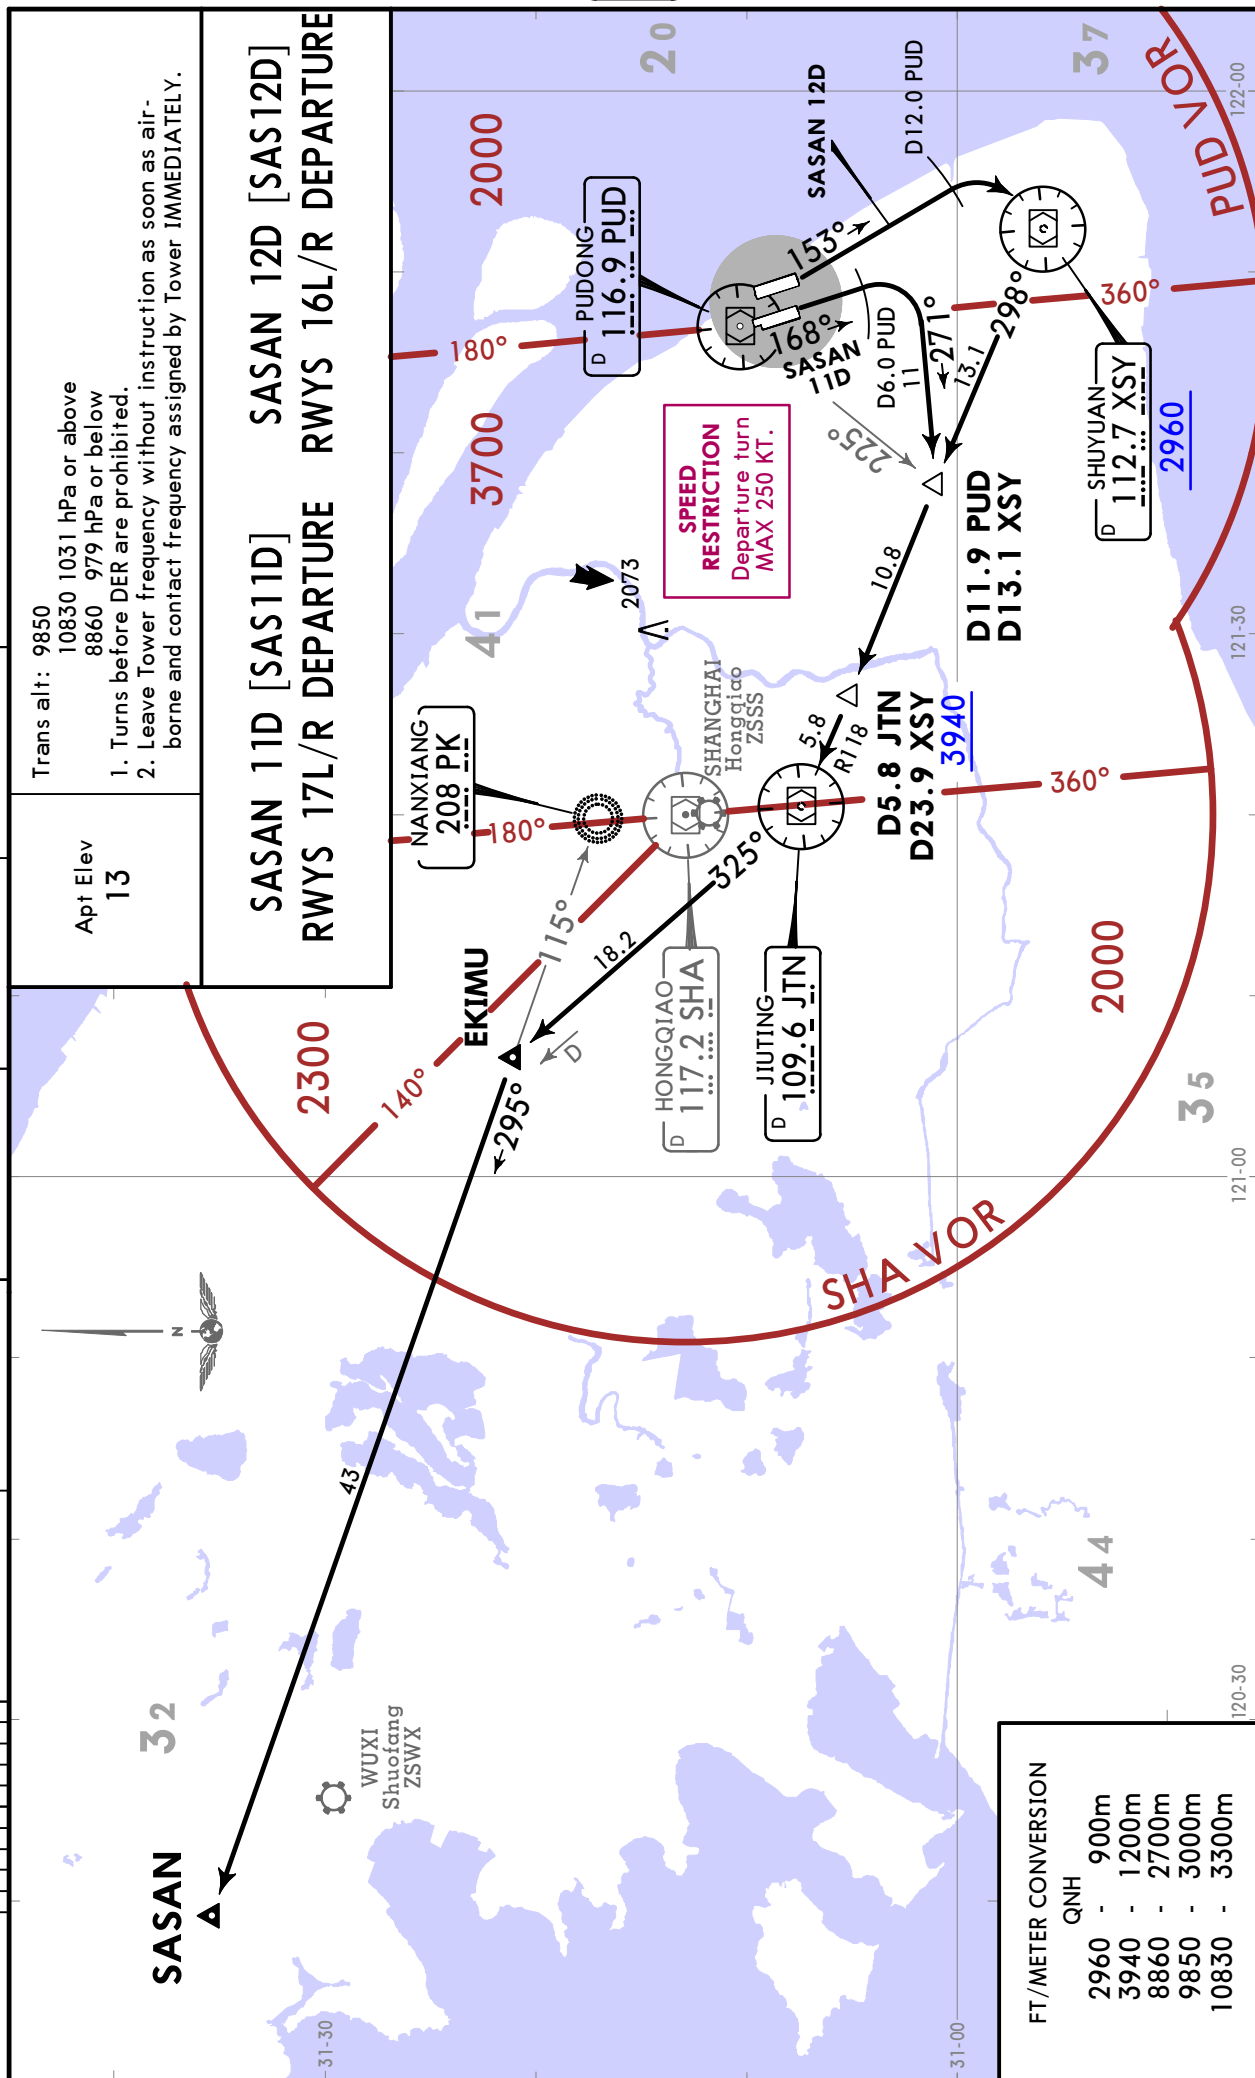 Apt Elev
13
Trans alt: 9850
10830 1031 hPa or above
8860 979 hPa or below
1. Turns before DER are prohibited.
2. Leave Tower frequency without instruction as soon as air-
borne and contact frequency assigned by Tower IMMEDIATELY.
SASAN 11D [SAS11D] SASAN 12D [SAS12D]
RWYS 17L/R DEPARTURE RWYS 16L/R DEPARTURE
SASAN
32
WUXI
Shuofang
ZSWX
43
N
2300
140°
EKIMU
295°
D
115°
18.2
325°
NANXIANG
208 PK
180°
41
3700
2000
180°
20
D
PUDONG
116.9 PUD
SPEED
RESTRICTION
Departure turn
MAX 250 KT.
2073
SHANGHAI
Hongqiao
ZSSS
D
HONGQIAO
117.2 SHA
D
JIUTING
109.6 JTN
5.8
R118
D5.8 JTN
D23.9 XSY
3940
10.8
D11.9 PUD
D13.1 XSY
225°
168°
SASAN
11D
D6.0 PUD
11
271°
153°
SASAN 12D
D12.0 PUD
13.1
298°
D
SHUYUAN
112.7 XSY
2960
360°
360°
37
PUD VOR
SHA VOR
2000
35
44
31-30
31-00
120-30
121-00
121-30
122-00
FT/METER CONVERSION
QNH
2960 - 900m
3940 - 1200m
8860 - 2700m
9850 - 3000m
10830 - 3300m